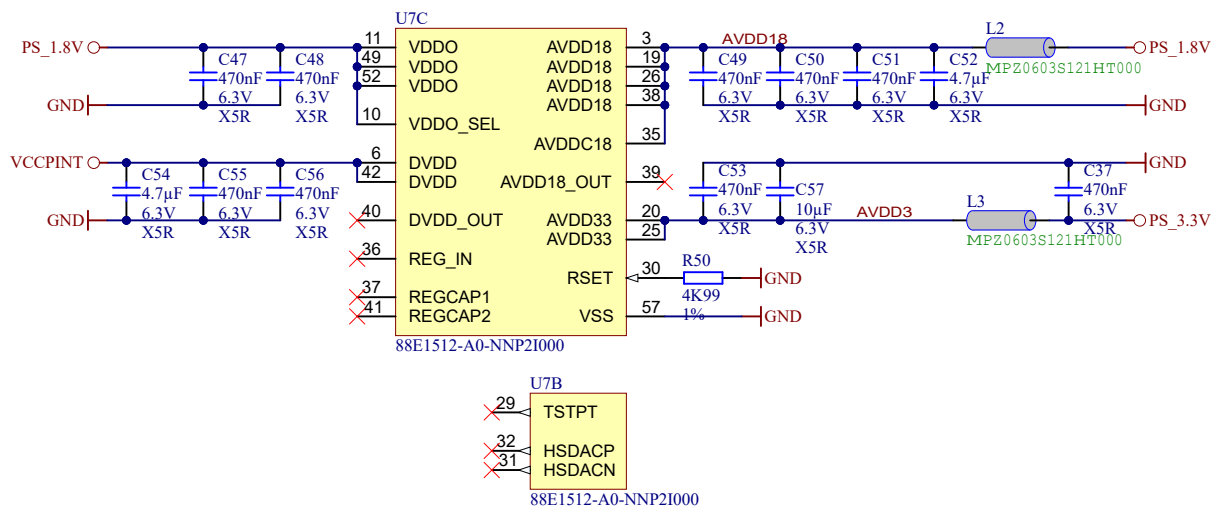 U7C
PS_1.8V
11
VDDO
49
VDDO
52
VDDO
10
VDDO_SEL
C47
470nF
6.3V
X5R
C48
470nF
6.3V
X5R
GND
VCCPINT
6
DVDD
42
DVDD
C54
4.7µF
6.3V
X5R
C55
470nF
6.3V
X5R
C56
470nF
6.3V
X5R
GND
40
DVDD_OUT
36
REG_IN
37
REGCAP1
41
REGCAP2
AVDD18
3
AVDD18
19
AVDD18
26
AVDD18
38
AVDDC18
35
AVDD18_OUT
39
AVDD33
20
AVDD33
25
RSET
30
VSS
57
AVDD18
L2
MPZ0603S121HT000
PS_1.8V
C49
470nF
6.3V
X5R
C50
470nF
6.3V
X5R
C51
470nF
6.3V
X5R
C52
4.7µF
6.3V
X5R
GND
GND
C53
470nF
6.3V
X5R
C57
10µF
6.3V
X5R
AVDD3
L3
MPZ0603S121HT000
C37
470nF
6.3V
X5R
PS_3.3V
R50
4K99
1%
GND
GND
88E1512-A0-NNP2I000
U7B
29
TSTPT
32
HSDACP
31
HSDACN
88E1512-A0-NNP2I000